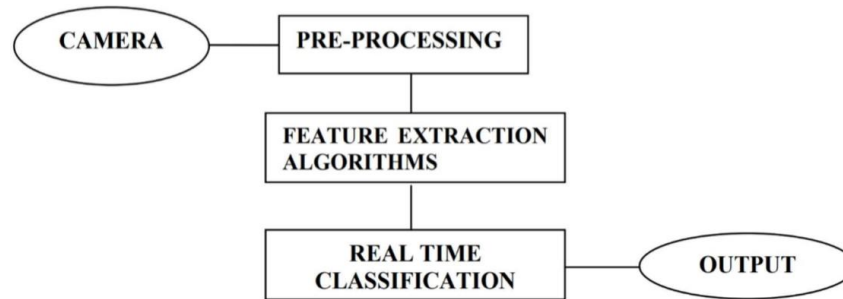 CAMERA
PRE-PROCESSING
FEATURE EXTRACTION
ALGORITHMS
REAL TIME
CLASSIFICATION
OUTPUT